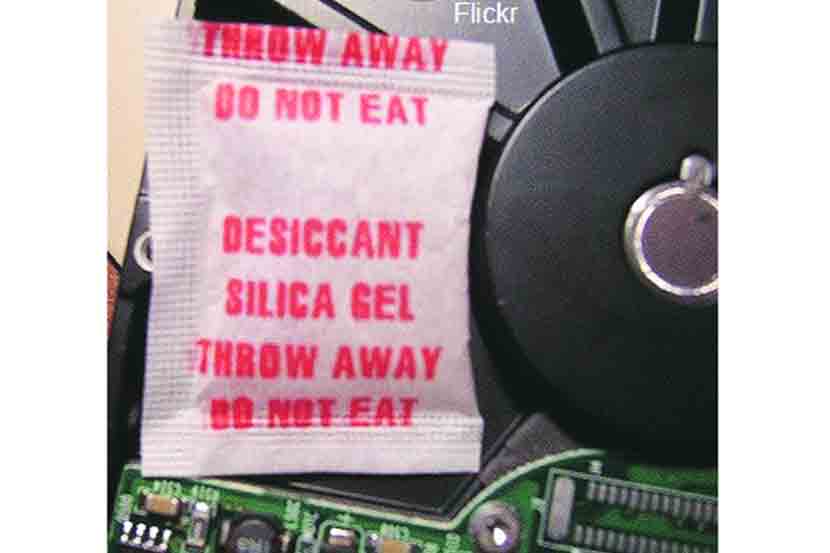 Flickr
THROW AWAY
DO NOT EAT
DESICCANT
SILICA GEL
THROW AWAY
DO NOT EAT